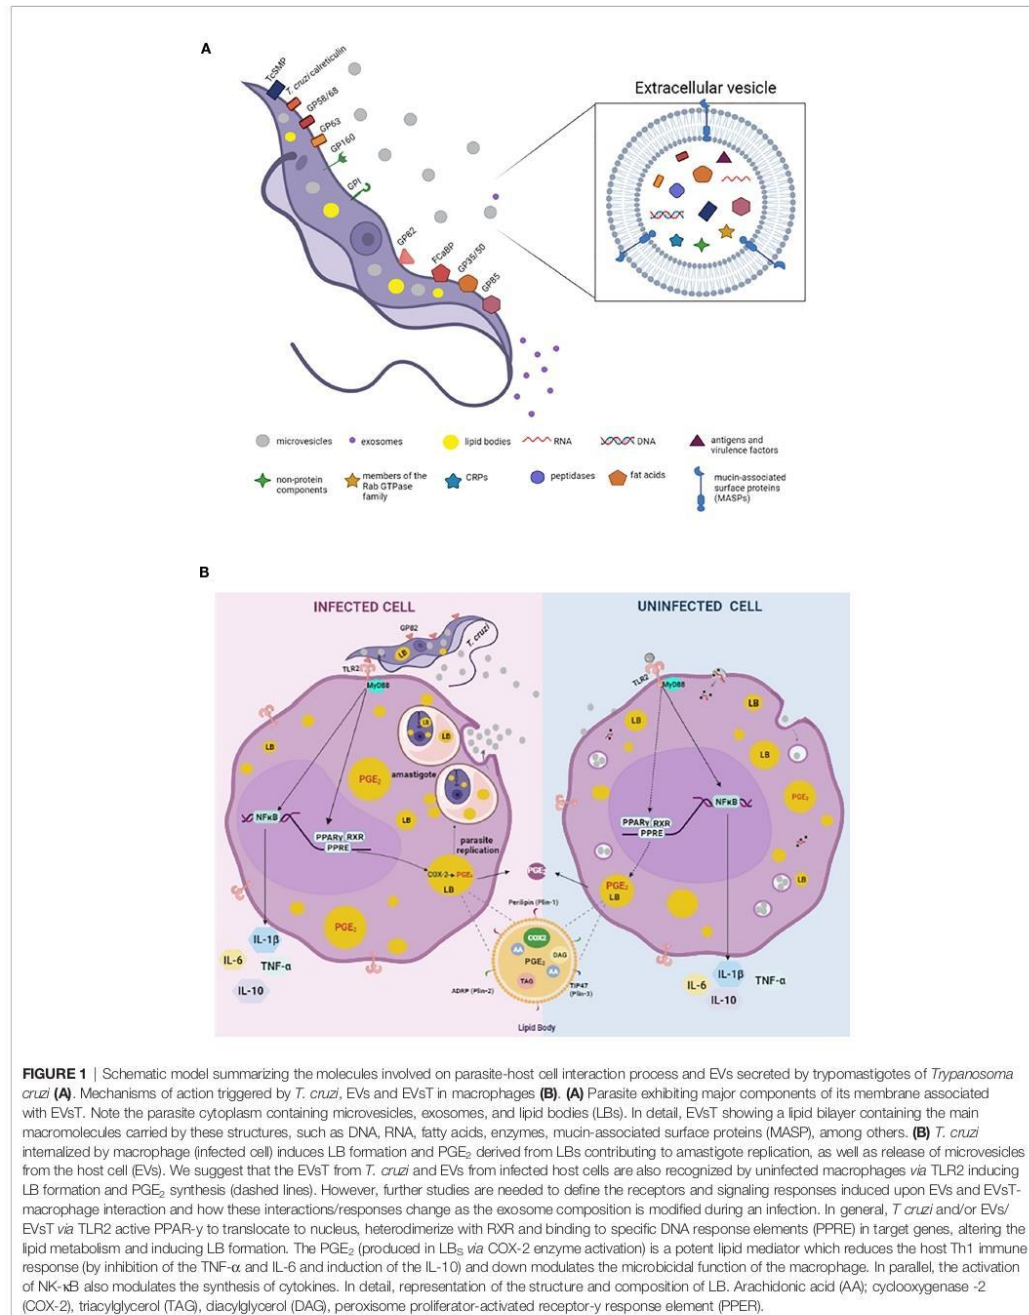 A
TcSMP
T. cruzi calreticulin
GP58/68
GP63
GP160
GPI
GP82
FCaBP
GP35/50
GP85
Extracellular vesicle
microvesicles
exosomes
lipid bodies
RNA
DNA
antigens and
virulence factors
non-protein
components
members of the
Rab GTPase
family
CRPs
peptidases
fat acids
mucin-associated
surface proteins
(MASPs)
B
INFECTED CELL
UNINFECTED CELL
GP82
T. cruzi
LB
TLR2
MyD88
LB
PGE₂
LB
LB
amastigote
LB
NFκB
PPARγ RXR
PPRE
parasite
replication
COX-2 PGE₂
LB
PGE₂
IL-1β
IL-6
TNF-α
IL-10
PGE₂
Perilipin (Plin-1)
COX2
AA
PGE₂
DAG
AA
TAG
ADRP (Plin-2)
TIP47
(Plin-3)
Lipid Body
TLR2
MyD88
LB
LB
LB
PGE₂
NFκB
PPARγ RXR
PPRE
PGE₂
LB
LB
IL-1β
IL-6
TNF-α
IL-10
FIGURE 1 | Schematic model summarizing the molecules involved on parasite-host cell interaction process and EVs secreted by trypomastigotes of Trypanosoma
cruzi (A). Mechanisms of action triggered by T. cruzi, EVs and EVsT in macrophages (B). (A) Parasite exhibiting major components of its membrane associated
with EVsT. Note the parasite cytoplasm containing microvesicles, exosomes, and lipid bodies (LBs). In detail, EVsT showing a lipid bilayer containing the main
macromolecules carried by these structures, such as DNA, RNA, fatty acids, enzymes, mucin-associated surface proteins (MASP), among others. (B) T. cruzi
internalized by macrophage (infected cell) induces LB formation and PGE₂ derived from LBs contributing to amastigote replication, as well as release of microvesicles
from the host cell (EVs). We suggest that the EVsT from T. cruzi and EVs from infected host cells are also recognized by uninfected macrophages via TLR2 inducing
LB formation and PGE₂ synthesis (dashed lines). However, further studies are needed to define the receptors and signaling responses induced upon EVs and EVsT-
macrophage interaction and how these interactions/responses change as the exosome composition is modified during an infection. In general, T cruzi and/or EVs/
EVsT via TLR2 active PPAR-γ to translocate to nucleus, heterodimerize with RXR and binding to specific DNA response elements (PPRE) in target genes, altering the
lipid metabolism and inducing LB formation. The PGE₂ (produced in LBs via COX-2 enzyme activation) is a potent lipid mediator which reduces the host Th1 immune
response (by inhibition of the TNF-α and IL-6 and induction of the IL-10) and down modulates the microbicidal function of the macrophage. In parallel, the activation
of NK-κB also modulates the synthesis of cytokines. In detail, representation of the structure and composition of LB. Arachidonic acid (AA); cyclooxygenase -2
(COX-2), triacylglycerol (TAG), diacylglycerol (DAG), peroxisome proliferator-activated receptor-γ response element (PPER).